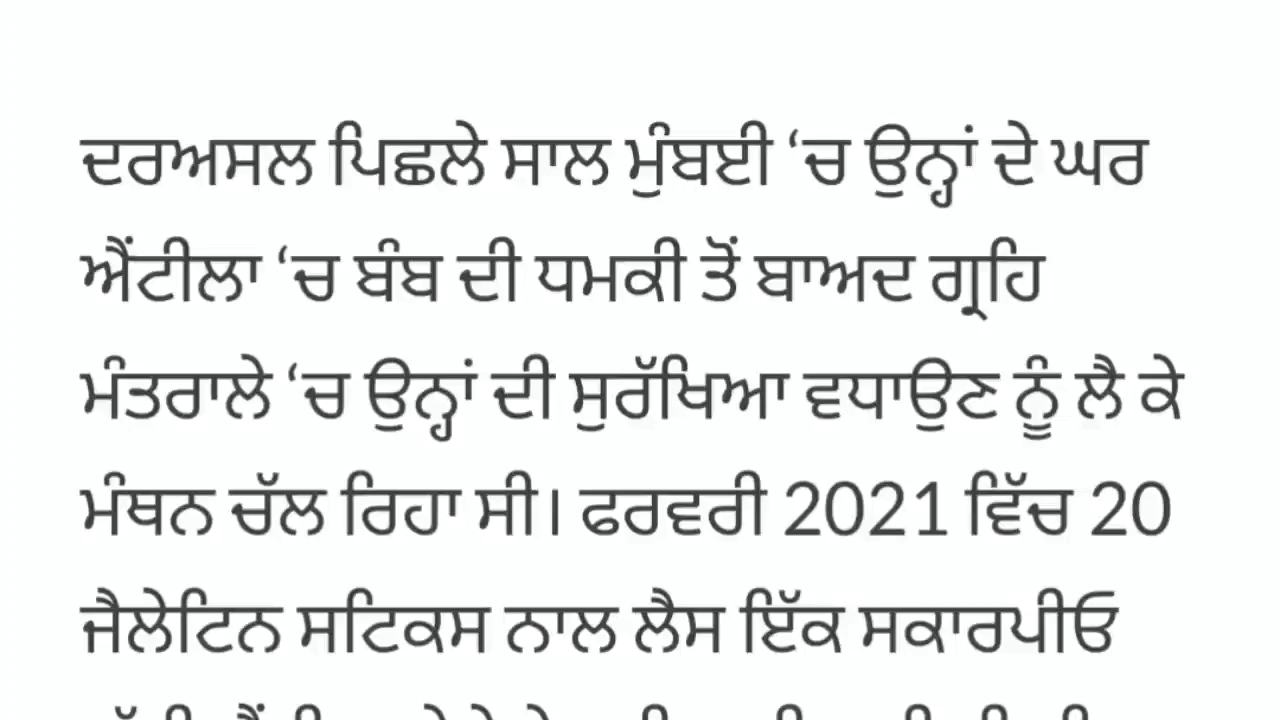 ਦਰਅਸਲ ਪਿਛਲੇ ਸਾਲ ਮੁੰਬਈ ‘ਚ ਉਨ੍ਹਾਂ ਦੇ ਘਰ
ਐਂਟੀਲਾ ‘ਚ ਬੰਬ ਦੀ ਧਮਕੀ ਤੋਂ ਬਾਅਦ ਗ੍ਰਹਿ
ਮੰਤਰਾਲੇ ‘ਚ ਉਨ੍ਹਾਂ ਦੀ ਸੁਰੱਖਿਆ ਵਧਾਉਣ ਨੂੰ ਲੈ ਕੇ
ਮੰਥਨ ਚੱਲ ਰਿਹਾ ਸੀ। ਫਰਵਰੀ 2021 ਵਿੱਚ 20
ਜੈਲੇਟਿਨ ਸਟਿਕਸ ਨਾਲ ਲੈਸ ਇੱਕ ਸਕਾਰਪੀਓ